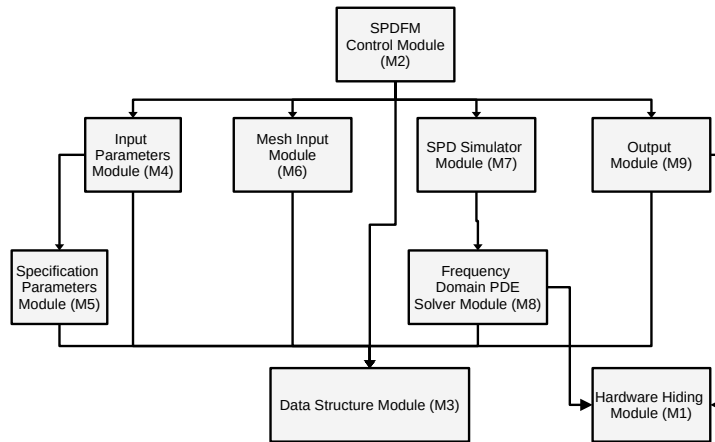 SPDFM
Control Module
(M2)
Input
Parameters
Module (M4)
Mesh Input
Module
(M6)
SPD Simulator
Module (M7)
Output
Module (M9)
Specification
Parameters
Module (M5)
Frequency
Domain PDE
Solver Module (M8)
Data Structure Module (M3)
Hardware Hiding
Module (M1)